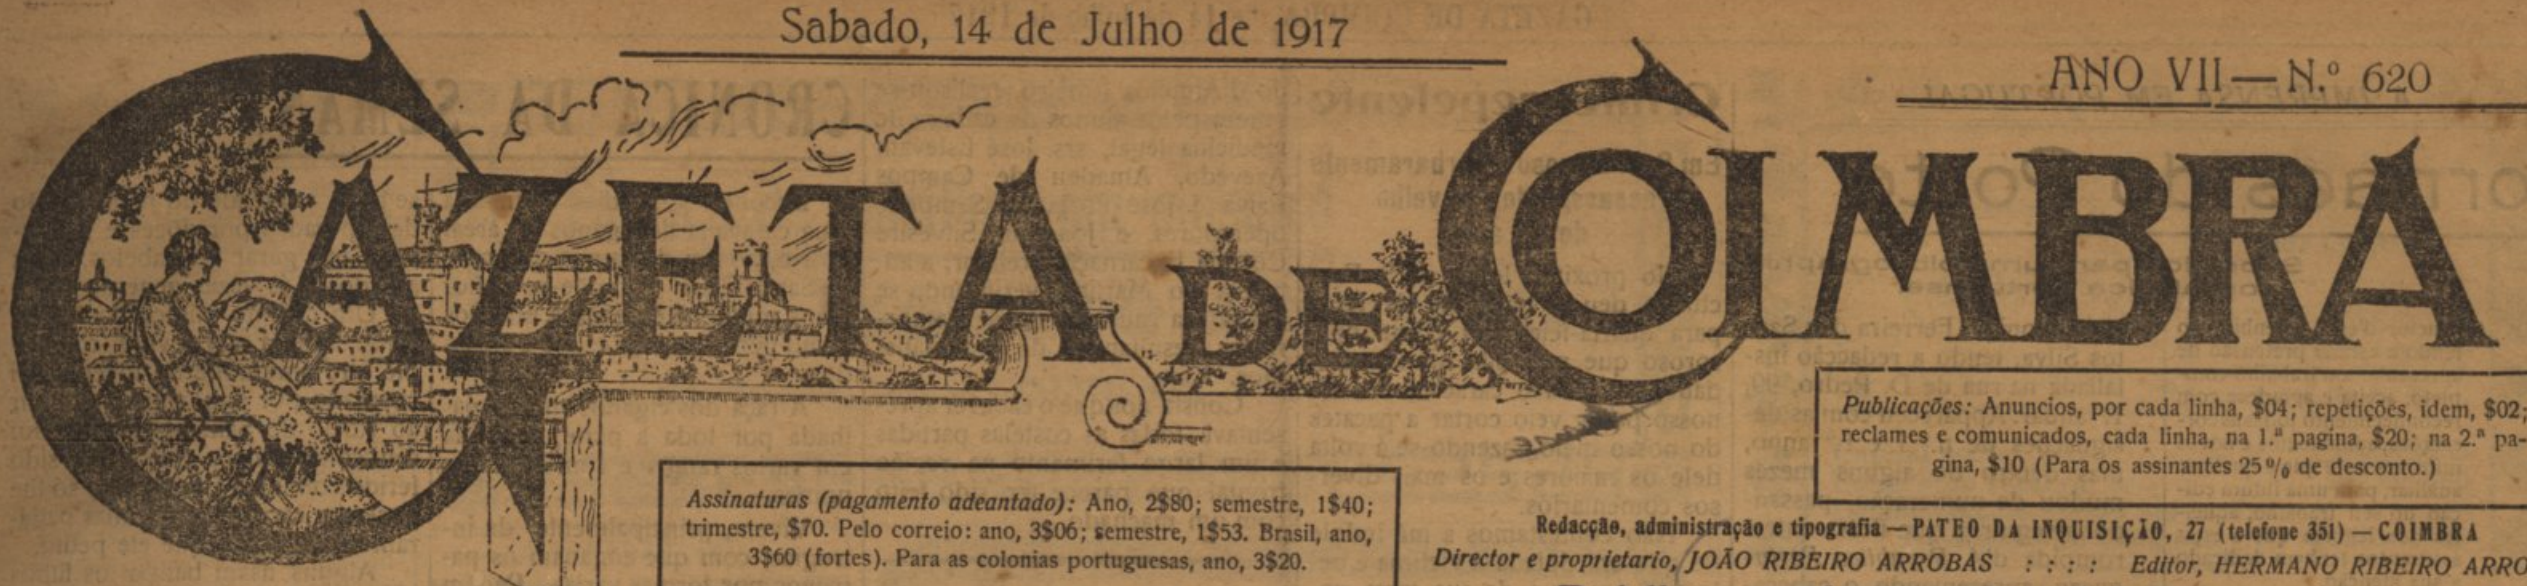 Sabado, 14 de Julho de 1917
ANO VII — N.º 620
GAZETA DE COIMBRA
Publicações: Anuncios, por cada linha, $04; repetições, idem, $02;
reclames e comunicados, cada linha, na 1.ª pagina, $20; na 2.ª pa-
gina, $10 (Para os assinantes 25% de desconto.)
Assinaturas (pagamento adeantado): Ano, 2$80; semestre, 1$40;
trimestre, $70. Pelo correio: ano, 3$06; semestre, 1$53. Brasil, ano,
3$60 (fortes). Para as colonias portuguesas, ano, 3$20.
Redacção, administração e tipografia — PATEO DA INQUISIÇÃO, 27 (telefone 351) — COIMBRA
Director e proprietario, JOÃO RIBEIRO ARROBAS : : : : Editor, HERMANO RIBEIRO ARRO